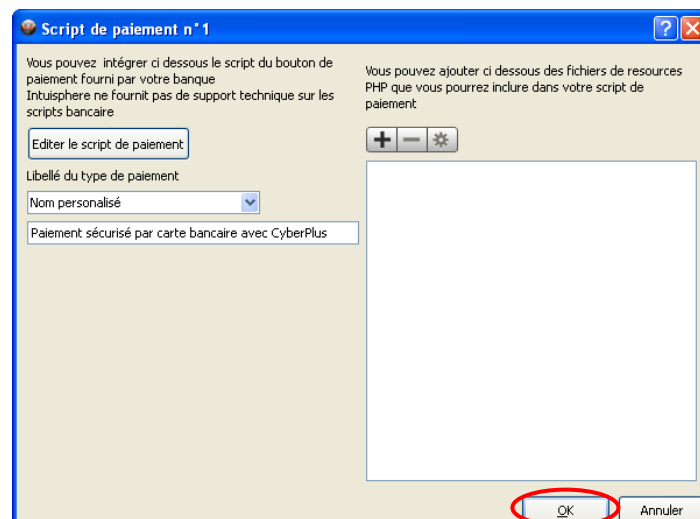 Script de paiement n°1
Vous pouvez intégrer ci dessous le script du bouton de
paiement fourni par votre banque
Intuisphere ne fournit pas de support technique sur les
scripts bancaire
Editer le script de paiement
Libellé du type de paiement
Nom personalisé
Paiement sécurisé par carte bancaire avec CyberPlus
Vous pouvez ajouter ci dessous des fichiers de resources
PHP que vous pourrez inclure dans votre script de
paiement
OK
Annuler